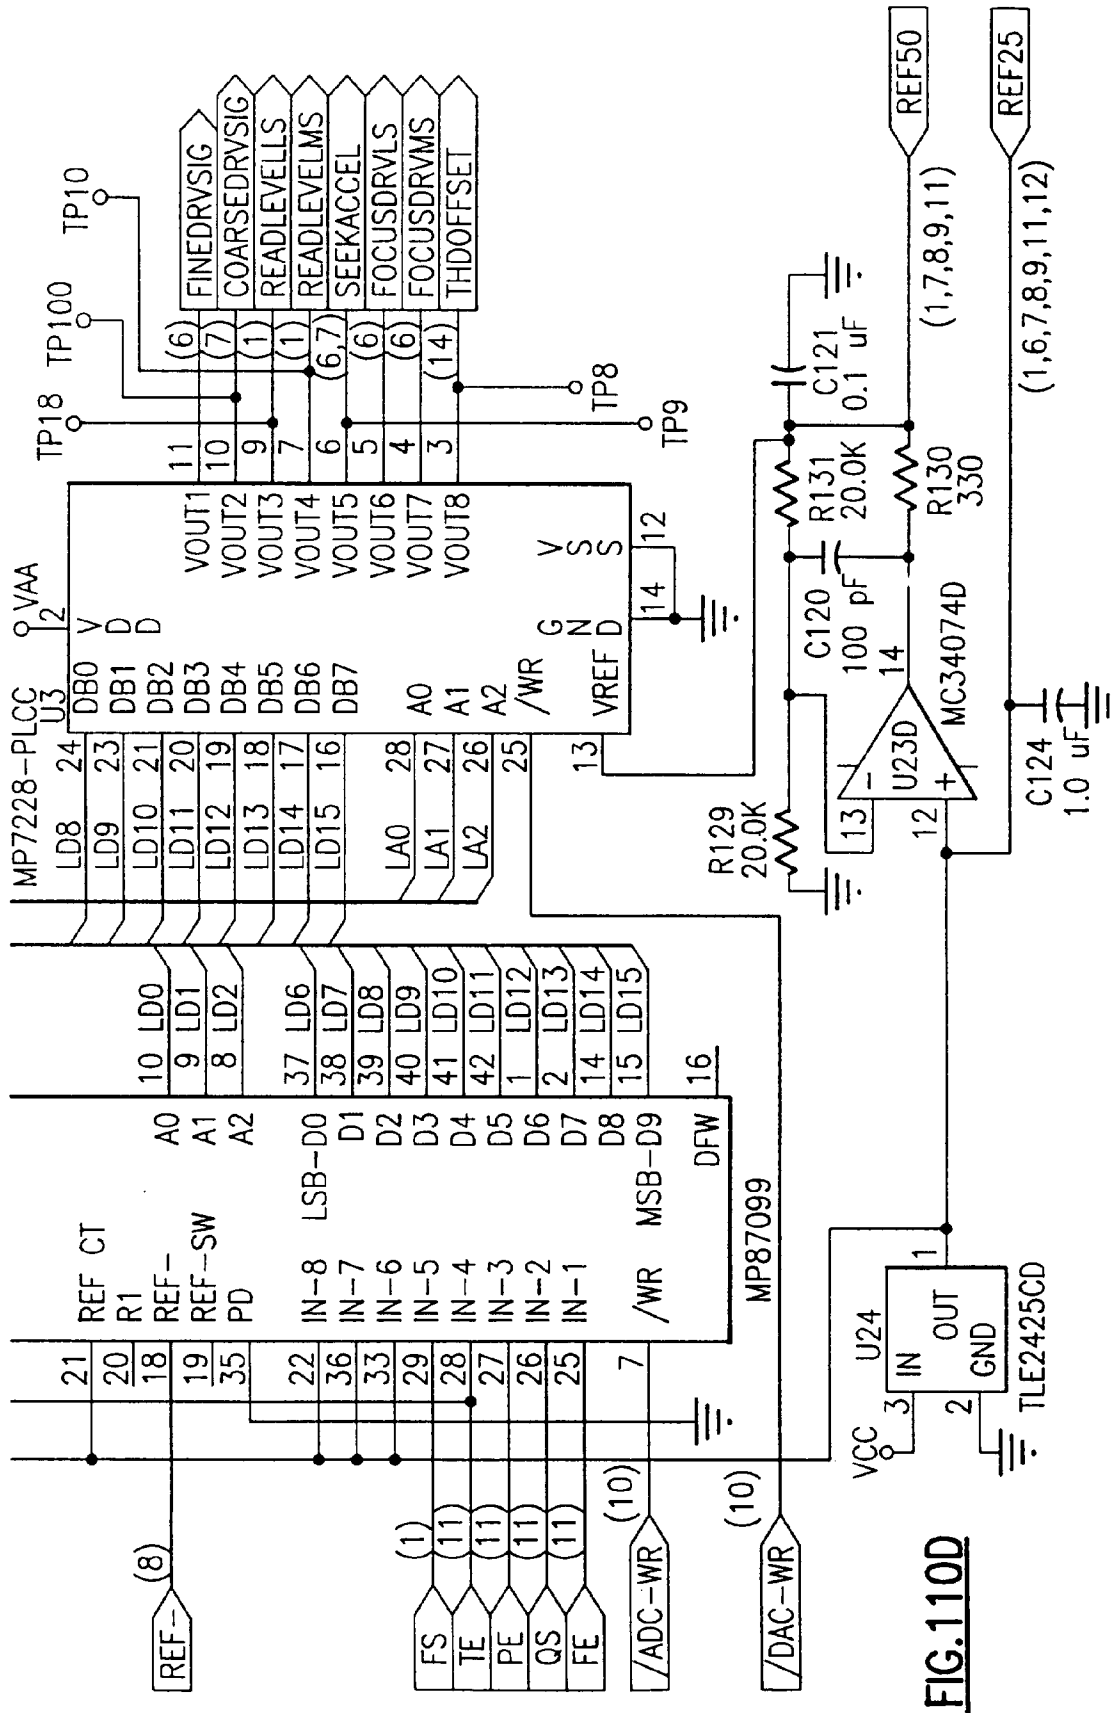 MP7228-PLCC
U3
VAA
2
V
D
D
TP18
TP100
TP10
LD8 24 DB0
LD9 23 DB1
LD10 21 DB2
LD11 20 DB3
LD12 19 DB4
LD13 18 DB5
LD14 17 DB6
LD15 16 DB7
LA0 28 A0
LA1 27 A1
LA2 26 A2
25 /WR
13 VREF
VOUT1 11 (6) FINEDRVSIG
VOUT2 10 (7) COARSEDRVSIG
VOUT3 9 (1) READLEVELLS
VOUT4 7 (1) READLEVELMS
VOUT5 6 (6,7) SEEKACCEL
VOUT6 5 (6) FOCUSDRVLS
VOUT7 4 (6) FOCUSDRVMS
VOUT8 3 (14) THDOFFSET
G
N
D
14
V
S
S
12
TP9
TP8
21 REF CT
20 R1
REF- (8) 18 REF-
19 REF-SW
35 PD
22 IN-8
36 IN-7
33 IN-6
FS (1) 29 IN-5
TE (11) 28 IN-4
PE (11) 27 IN-3
QS (11) 26 IN-2
FE (11) 25 IN-1
/ADC-WR (10) 7 /WR
/DAC-WR (10)
A0 10 LD0
A1 9 LD1
A2 8 LD2
LSB-D0 37 LD6
D1 38 LD7
D2 39 LD8
D3 40 LD9
D4 41 LD10
D5 42 LD11
D6 1 LD12
D7 2 LD13
D8 14 LD14
MSB-D9 15 LD15
DFW 16
MP87099
R129
20.0K
C120
100 pF
R131
20.0K
C121
0.1 uF
R130
330
13
12
-
+
U23D
14
MC34074D
(1,7,8,9,11)
REF50
(1,6,7,8,9,11,12)
REF25
C124
1.0 uF
VCC
3
2
U24
IN
OUT
GND
1
TLE2425CD
FIG.110D